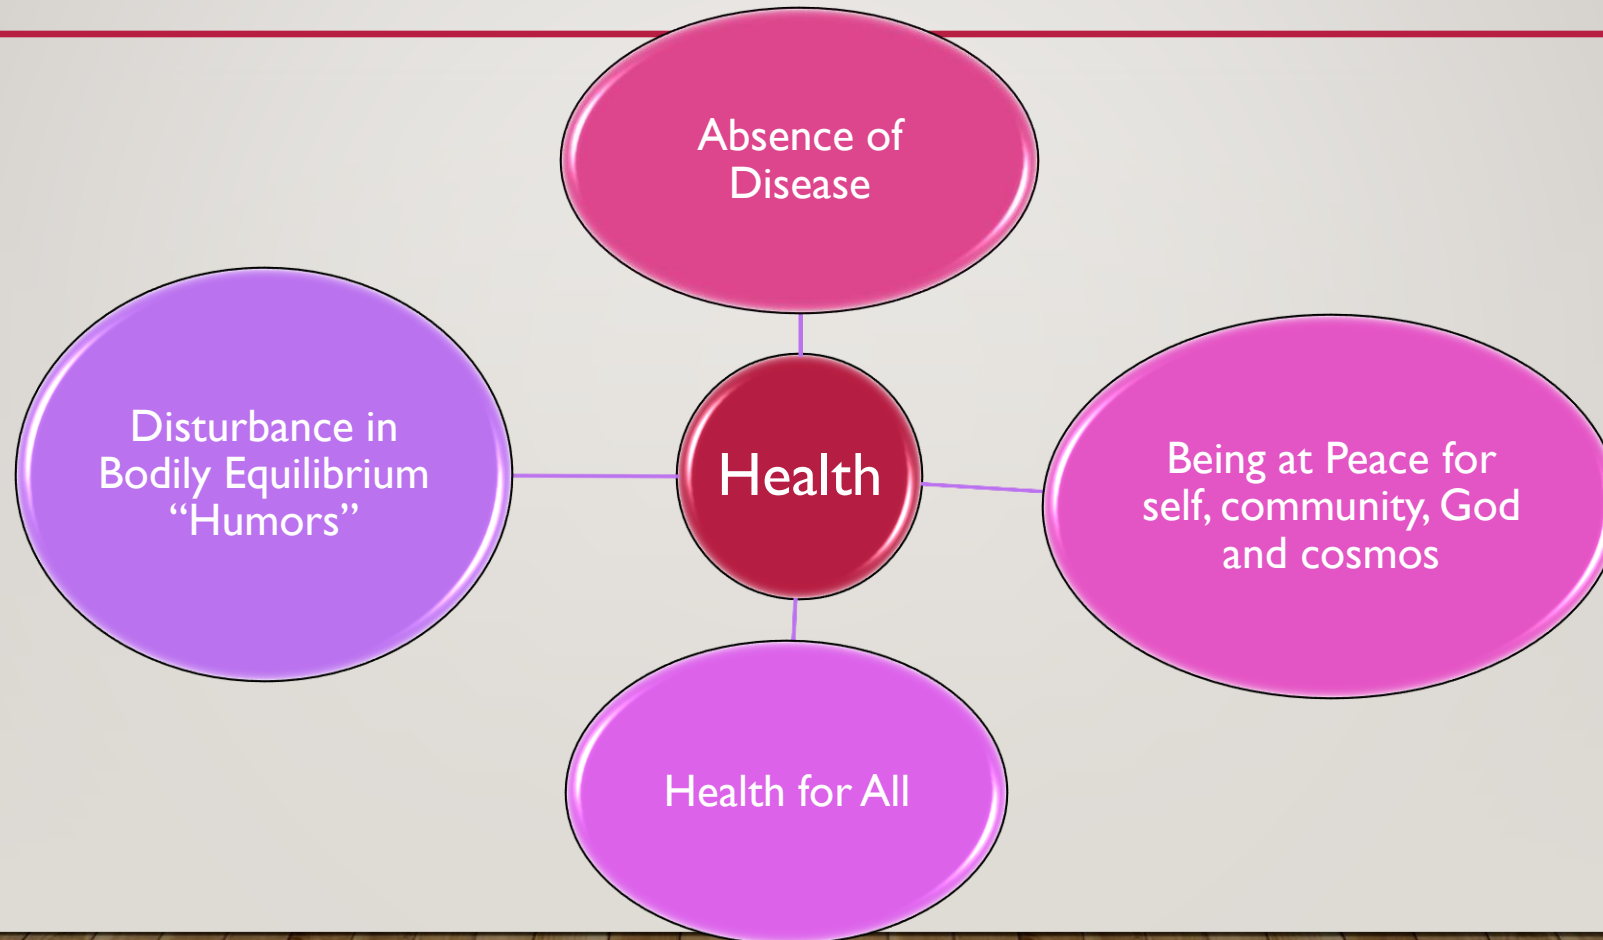 Absence of
Disease
Disturbance in
Bodily Equilibrium
“Humors”
Health
Being at Peace for
self, community, God
and cosmos
Health for All